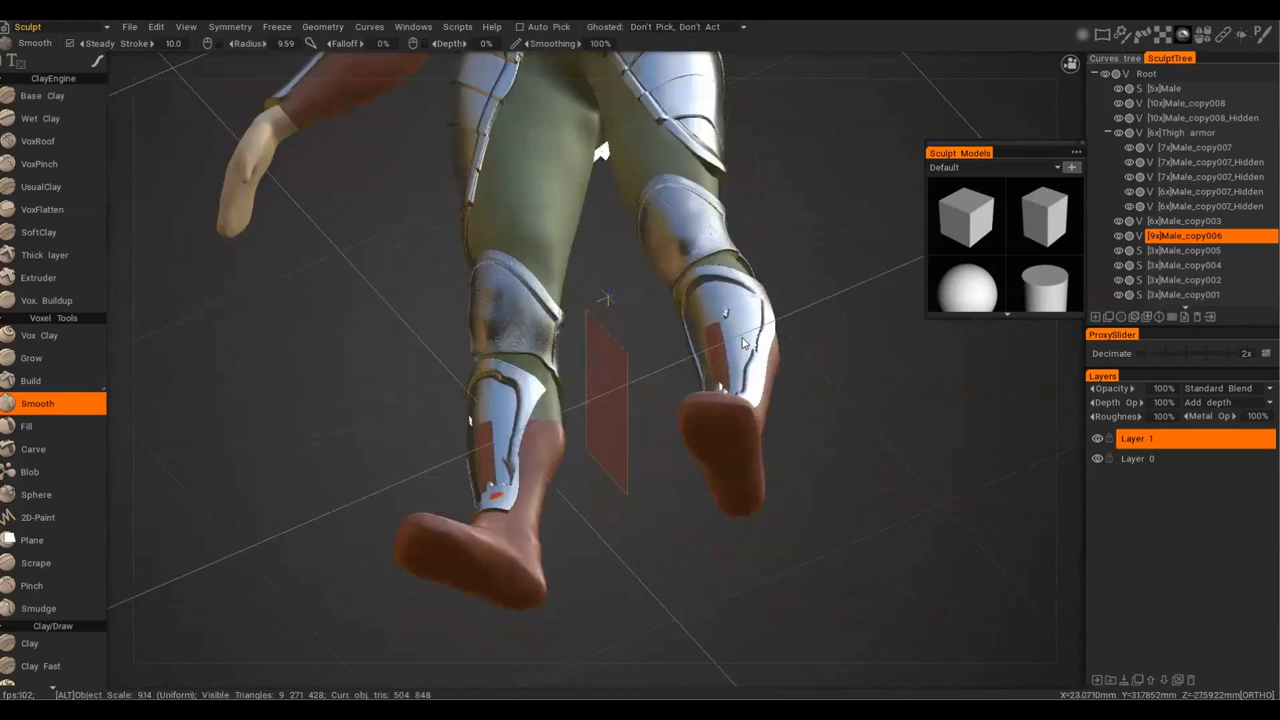 Sculpt File Edit View Symmetry Freeze Geometry Curves Windows Scripts Help Auto Pick Ghosted: Don't Pick, Don't Act
Smooth Steady Stroke 10.0 Radius 9.59 Falloff 0% Depth 0% Smoothing 100%
ClayEngine
Base Clay
Wet Clay
VoxRoof
VoxPinch
UsualClay
VoxFlatten
SoftClay
Thick layer
Extruder
Vox. Buildup
Voxel Tools
Vox Clay
Grow
Build
Smooth
Fill
Carve
Blob
Sphere
2D-Paint
Plane
Scrape
Pinch
Smudge
Clay/Draw
Clay
Clay Fast
Sculpt Models
Default
Curves tree SculptTree
V Root
S [5x]Male
V [10x]Male_copy008
V [10x]Male_copy008_Hidden
V [6x]Thigh armor
V [7x]Male_copy007
V [7x]Male_copy007_Hidden
V [7x]Male_copy007_Hidden
V [6x]Male_copy007_Hidden
V [6x]Male_copy007_Hidden
V [6x]Male_copy003
V [9x]Male_copy006
S [3x]Male_copy005
S [3x]Male_copy004
S [3x]Male_copy002
S [3x]Male_copy001
ProxySlider
Decimate 2x
Layers
Opacity 100% Standard Blend
Depth Op 100% Add depth
Roughness 100% Metal Op 100%
Layer 1
Layer 0
fps:102; [ALT]Object Scale: 9.14 (Uniform); Visible Triangles: 9 271 428; Curr. obj. tris: 504 848 X=23.0710mm Y=31.7852mm Z=-27.5922mm [ORTHO]